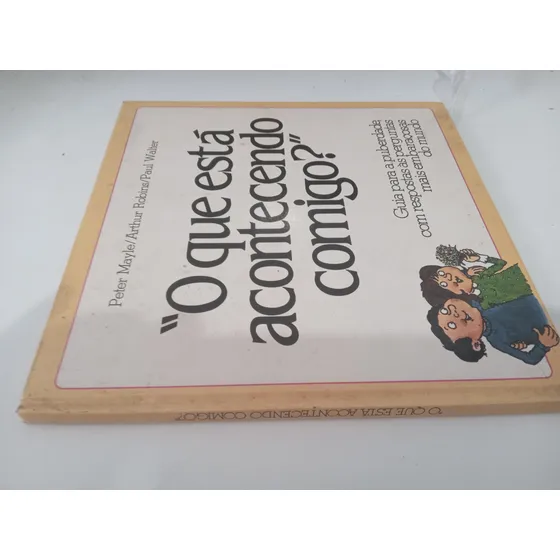 Peter Mayle/Arthur Robins/Paul Walter
"O que está
acontecendo
comigo?"
Guia para a puberdade,
com respostas às perguntas
mais embaraçosas
do mundo
"O QUE ESTÁ ACONTECENDO COMIGO?"